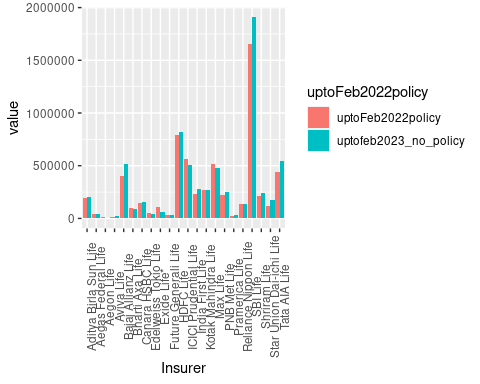 2000000
1500000
1000000
500000
0
value
Aditya Birla Sun Life
Aegas Federal Life
Aegon Life
Aviva Life
Bajaj Allianz Life
Bharti Axa Life
Canara HSBC Life
Edelweiss Tokio Life
Exide Life
Future Generali Life
HDFC Life
ICICI Prudential Life
India First Life
Kotak Mahindra Life
Max Life
PNB Met Life
Pramerica Life
Reliance Nippon Life
SBI Life
Shriram Life
Star Union Dai-ichi Life
Tata AIA Life
Insurer
uptoFeb2022policy
uptoFeb2022policy
uptofeb2023_no_policy